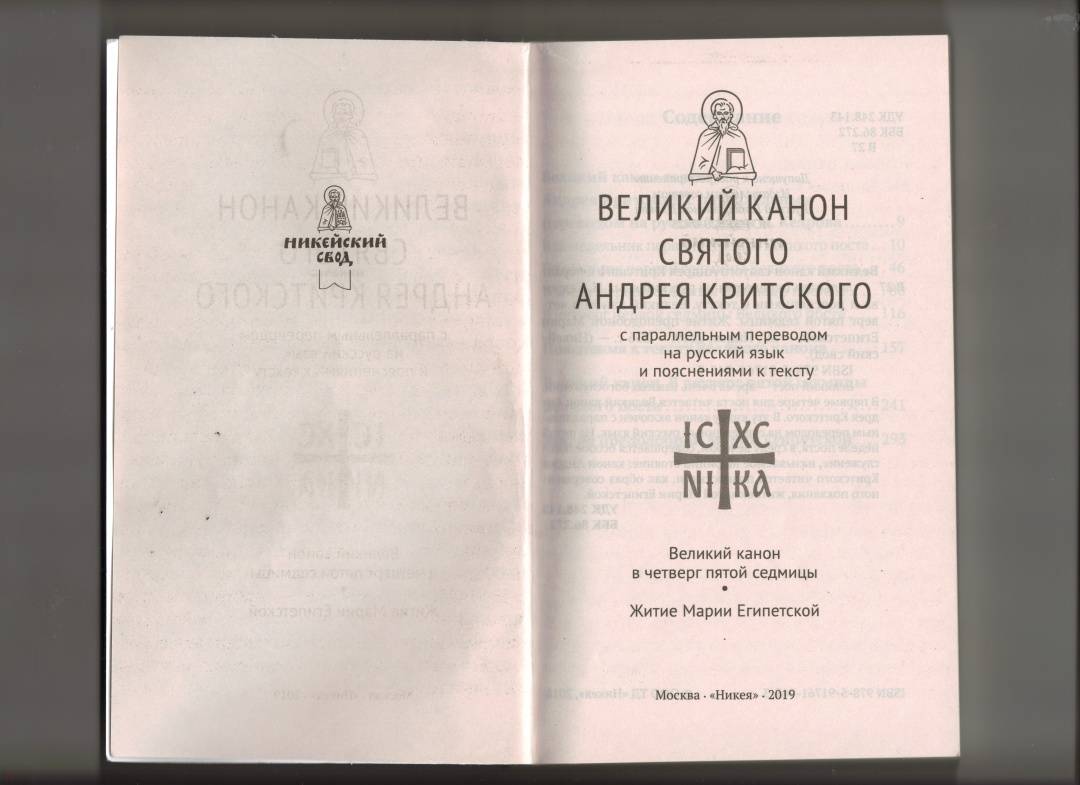 НИКЕЙСКИЙ
СВОД
ВЕЛИКИЙ КАНОН
СВЯТОГО
АНДРЕЯ КРИТСКОГО
с параллельным переводом
на русский язык
и пояснениями к тексту
IC XC
NI KA
Великий канон
в четверг пятой седмицы
•
Житие Марии Египетской
Москва · «Никея» · 2019